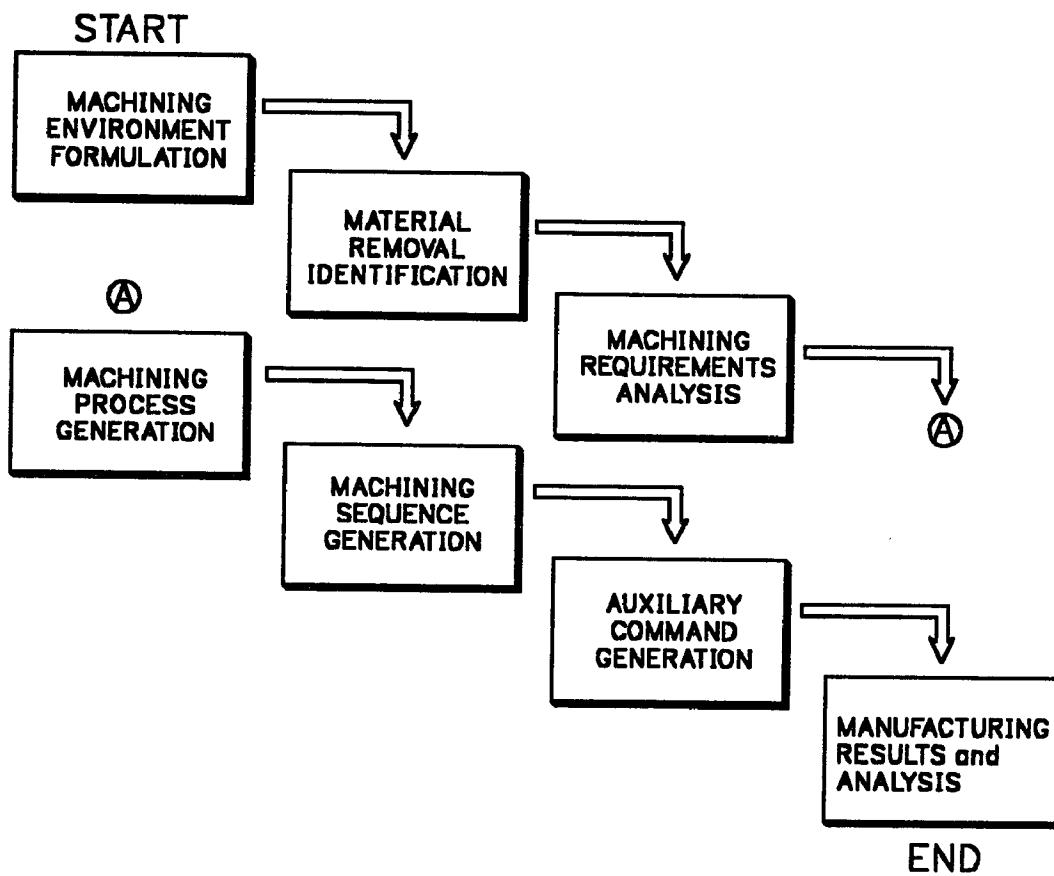 START
MACHINING
ENVIRONMENT
FORMULATION
MATERIAL
REMOVAL
IDENTIFICATION
MACHINING
REQUIREMENTS
ANALYSIS
A
A
MACHINING
PROCESS
GENERATION
MACHINING
SEQUENCE
GENERATION
AUXILIARY
COMMAND
GENERATION
MANUFACTURING
RESULTS and
ANALYSIS
END